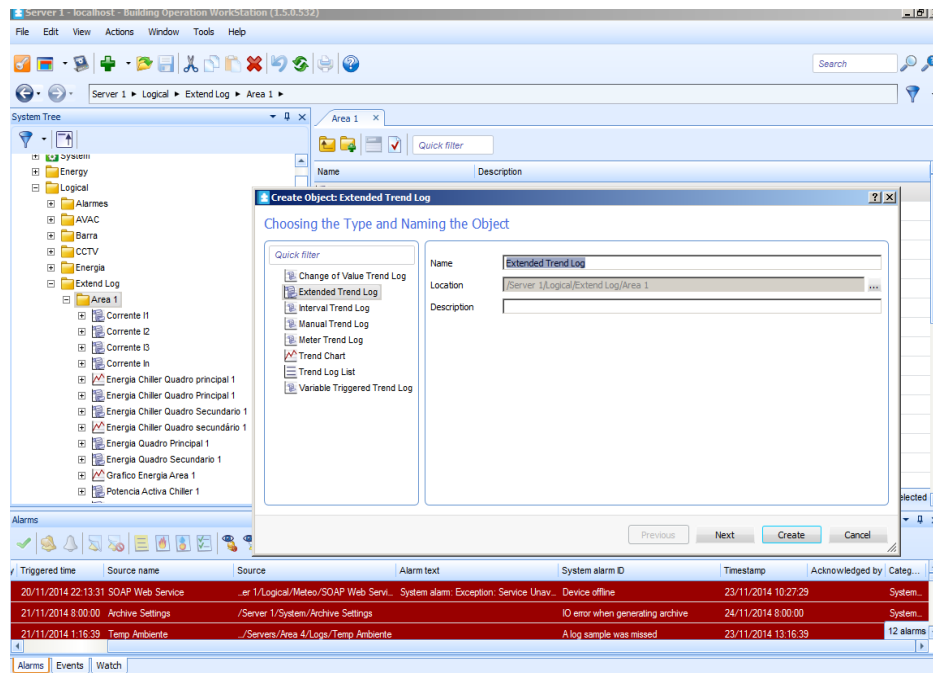 Server 1 - localhost - Building Operation WorkStation (1.5.0.532)
File Edit View Actions Window Tools Help
Search
Server 1 ▸ Logical ▸ Extend Log ▸ Area 1 ▸
System Tree
Area 1
Quick filter
System
Energy
Logical
Alarmes
AVAC
Barra
CCTV
Energia
Extend Log
Area 1
Corrente I1
Corrente I2
Corrente I3
Corrente In
Energia Chiller Quadro principal 1
Energia Chiller Quadro Principal 1
Energia Chiller Quadro Secundario 1
Energia Chiller Quadro secundário 1
Energia Quadro Principal 1
Energia Quadro Secundario 1
Grafico Energia Area 1
Potencia Activa Chiller 1
Name Description
Create Object: Extended Trend Log
Choosing the Type and Naming the Object
Quick filter
Change of Value Trend Log
Extended Trend Log
Interval Trend Log
Manual Trend Log
Meter Trend Log
Trend Chart
Trend Log List
Variable Triggered Trend Log
Name Extended Trend Log
Location /Server 1/Logical/Extend Log/Area 1 ...
Description
Previous Next Create Cancel
elected
Alarms
y Triggered time Source name Source Alarm text System alarm ID Timestamp Acknowledged by Categ...
20/11/2014 22:13:31 SOAP Web Service ..er 1/Logical/Meteo/SOAP Web Servi... System alarm: Exception: Service Unav... Device offline 23/11/2014 10:27:29 System...
21/11/2014 8:00:00 Archive Settings /Server 1/System/Archive Settings IO error when generating archive 24/11/2014 8:00:00 System...
21/11/2014 1:16:39 Temp Ambiente ../Servers/Area 4/Logs/Temp Ambiente A log sample was missed 23/11/2014 13:16:39
12 alarms
Alarms Events Watch